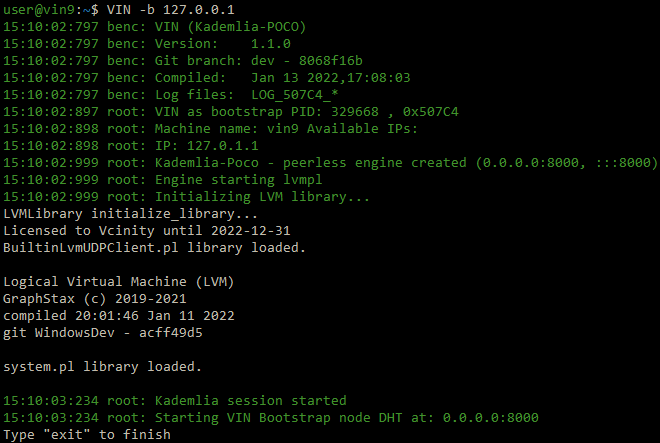 user@vin9:~$ VIN -b 127.0.0.1
15:10:02:797 benc: VIN (Kademlia-POCO)
15:10:02:797 benc: Version:    1.1.0
15:10:02:797 benc: Git branch: dev - 8068f16b
15:10:02:797 benc: Compiled:   Jan 13 2022,17:08:03
15:10:02:797 benc: Log files:  LOG_507C4_*
15:10:02:897 root: VIN as bootstrap PID: 329668 , 0x507C4
15:10:02:898 root: Machine name: vin9 Available IPs:
15:10:02:898 root: IP: 127.0.1.1
15:10:02:999 root: Kademlia-Poco - peerless engine created (0.0.0.0:8000, :::8000)
15:10:02:999 root: Engine starting lvmpl
15:10:02:999 root: Initializing LVM library...
LVMLibrary initialize_library...
Licensed to Vcinity until 2022-12-31
BuiltinLvmUDPClient.pl library loaded.

Logical Virtual Machine (LVM)
GraphStax (c) 2019-2021
compiled 20:01:46 Jan 11 2022
git WindowsDev - acff49d5

system.pl library loaded.

15:10:03:234 root: Kademlia session started
15:10:03:234 root: Starting VIN Bootstrap node DHT at: 0.0.0.0:8000
Type "exit" to finish